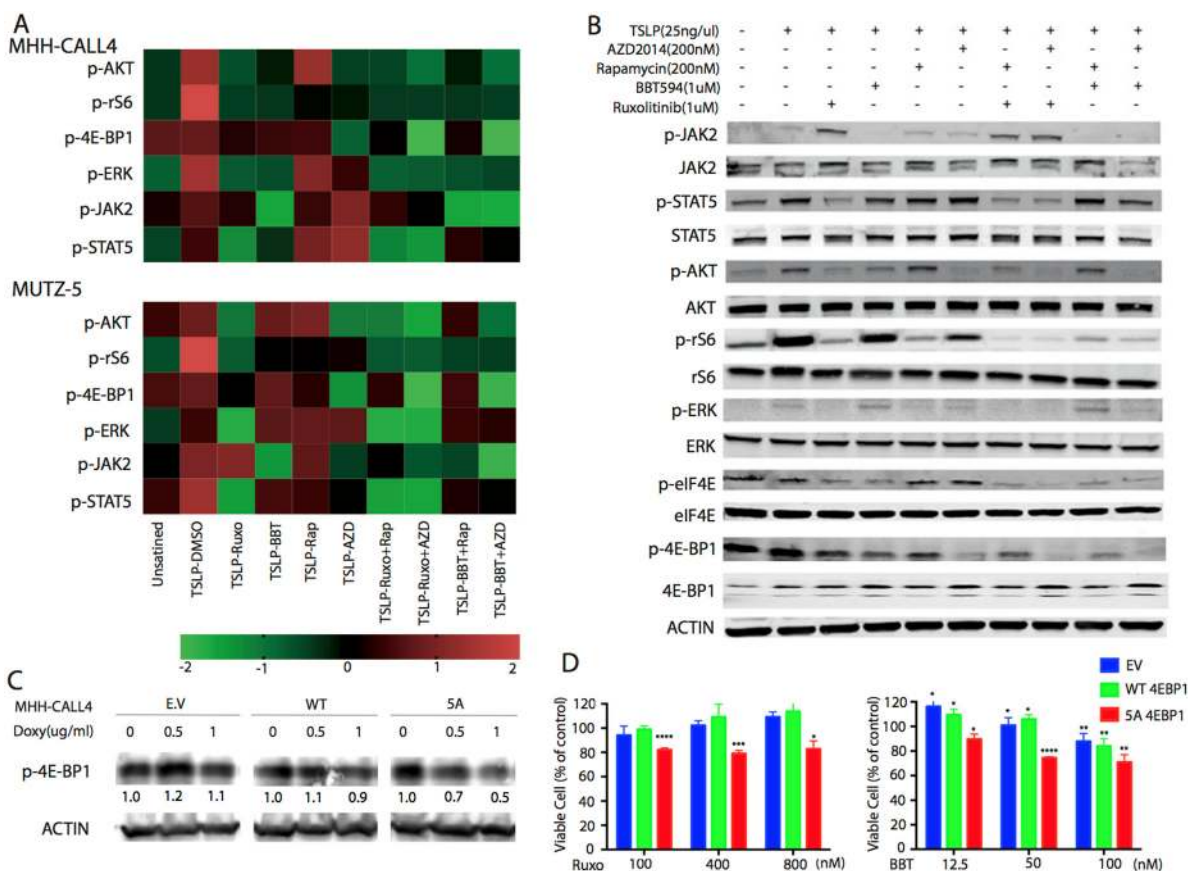 A
MHH-CALL4
p-AKT
p-rS6
p-4E-BP1
p-ERK
p-JAK2
p-STAT5
MUTZ-5
p-AKT
p-rS6
p-4E-BP1
p-ERK
p-JAK2
p-STAT5
Unsatined
TSLP-DMSO
TSLP-Ruxo
TSLP-BBT
TSLP-Rap
TSLP-AZD
TSLP-Ruxo+Rap
TSLP-Ruxo+AZD
TSLP-BBT+Rap
TSLP-BBT+AZD
-2 -1 0 1 2
B
TSLP(25ng/ul) - + + + + + + + + +
AZD2014(200nM) - - - - - + - + - +
Rapamycin(200nM) - - - - + - + - + -
BBT594(1uM) - - - + - - - - + +
Ruxolitinib(1uM) - - + - - - + + - -
p-JAK2
JAK2
p-STAT5
STAT5
p-AKT
AKT
p-rS6
rS6
p-ERK
ERK
p-eIF4E
eIF4E
p-4E-BP1
4E-BP1
ACTIN
C
MHH-CALL4 E.V WT 5A
Doxy(ug/ml) 0 0.5 1 0 0.5 1 0 0.5 1
p-4E-BP1
1.0 1.2 1.1 1.0 1.1 0.9 1.0 0.7 0.5
ACTIN
D
EV
WT 4EBP1
5A 4EBP1
Viable Cell (% of control)
120
100
80
60
40
20
0
**** *** *
Ruxo 100 400 800 (nM)
Viable Cell (% of control)
120
100
80
60
40
20
0
* * * * * **** ** ** **
BBT 12.5 50 100 (nM)